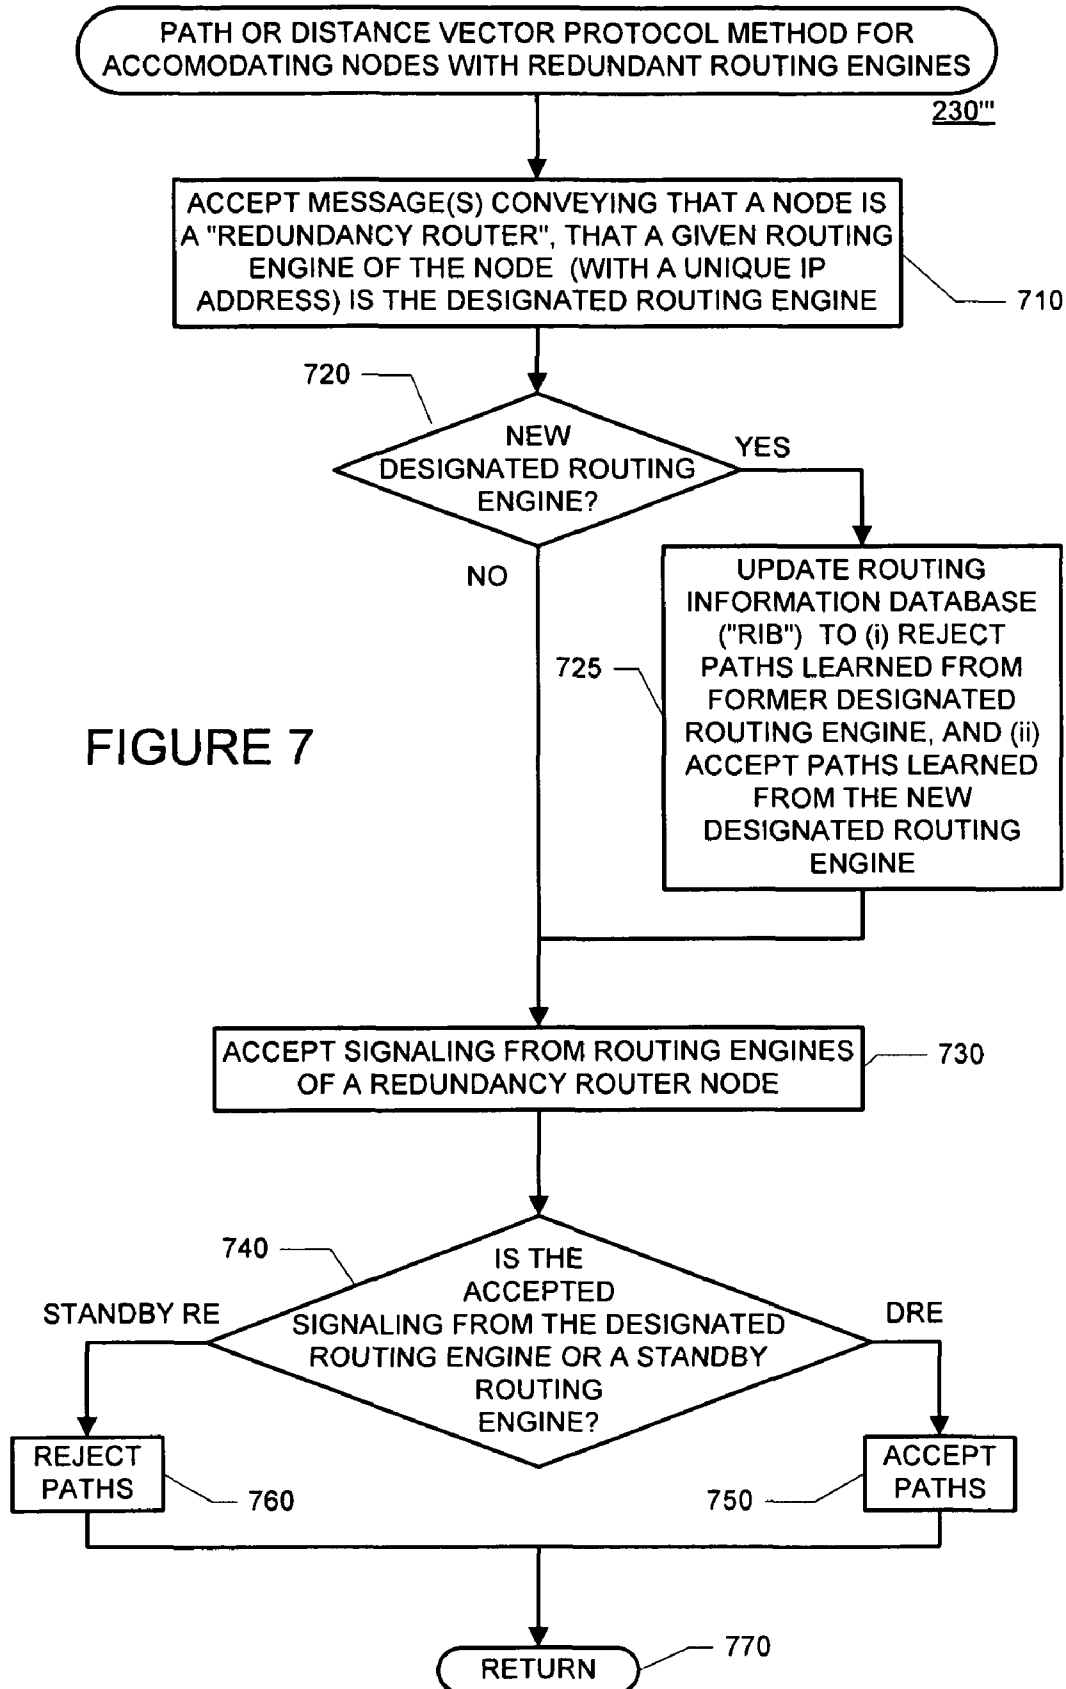 PATH OR DISTANCE VECTOR PROTOCOL METHOD FOR
ACCOMODATING NODES WITH REDUNDANT ROUTING ENGINES
230'''
ACCEPT MESSAGE(S) CONVEYING THAT A NODE IS
A "REDUNDANCY ROUTER", THAT A GIVEN ROUTING
ENGINE OF THE NODE (WITH A UNIQUE IP
ADDRESS) IS THE DESIGNATED ROUTING ENGINE
710
720
NEW
DESIGNATED ROUTING
ENGINE?
YES
NO
UPDATE ROUTING
INFORMATION DATABASE
("RIB") TO (i) REJECT
PATHS LEARNED FROM
FORMER DESIGNATED
ROUTING ENGINE, AND (ii)
ACCEPT PATHS LEARNED
FROM THE NEW
DESIGNATED ROUTING
ENGINE
725
FIGURE 7
ACCEPT SIGNALING FROM ROUTING ENGINES
OF A REDUNDANCY ROUTER NODE
730
740
IS THE
ACCEPTED
SIGNALING FROM THE DESIGNATED
ROUTING ENGINE OR A STANDBY
ROUTING
ENGINE?
STANDBY RE
DRE
REJECT
PATHS
760
750
ACCEPT
PATHS
RETURN
770